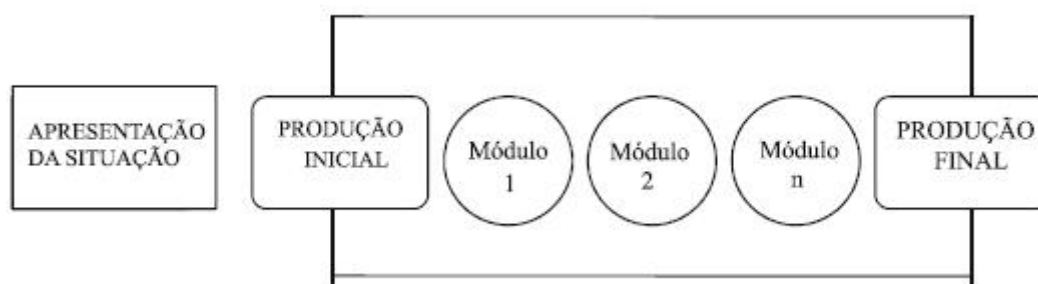 APRESENTAÇÃO
DA SITUAÇÃO
PRODUÇÃO
INICIAL
Módulo
1
Módulo
2
Módulo
n
PRODUÇÃO
FINAL